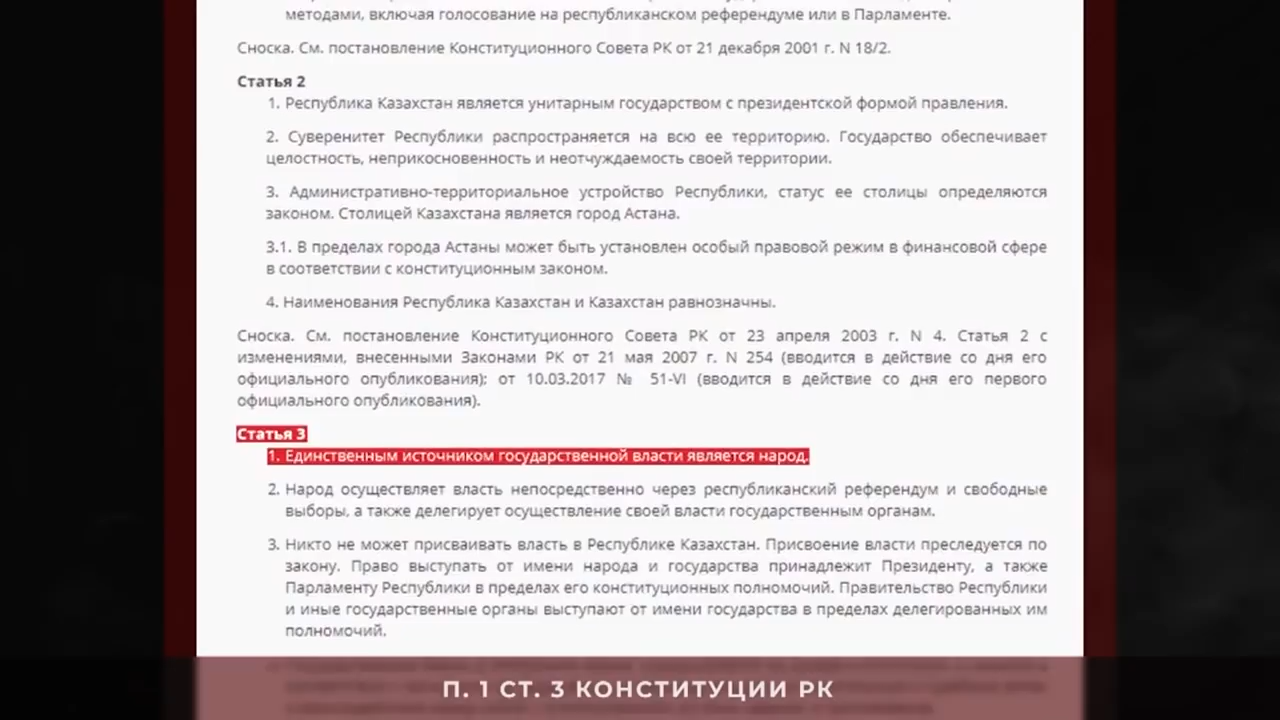 методами, включая голосование на республиканском референдуме или в Парламенте.
Сноска. См. постановление Конституционного Совета РК от 21 декабря 2001 г. N 18/2.
Статья 2
1. Республика Казахстан является унитарным государством с президентской формой правления.
2. Суверенитет Республики распространяется на всю ее территорию. Государство обеспечивает
целостность, неприкосновенность и неотчуждаемость своей территории.
3. Административно-территориальное устройство Республики, статус ее столицы определяются
законом. Столицей Казахстана является город Астана.
3.1. В пределах города Астаны может быть установлен особый правовой режим в финансовой сфере
в соответствии с конституционным законом.
4. Наименования Республика Казахстан и Казахстан равнозначны.
Сноска. См. постановление Конституционного Совета РК от 23 апреля 2003 г. N 4. Статья 2 с
изменениями, внесенными Законами РК от 21 мая 2007 г. N 254 (вводится в действие со дня его
официального опубликования); от 10.03.2017 № 51-VI (вводится в действие со дня его первого
официального опубликования).
Статья 3
1. Единственным источником государственной власти является народ.
2. Народ осуществляет власть непосредственно через республиканский референдум и свободные
выборы, а также делегирует осуществление своей власти государственным органам.
3. Никто не может присваивать власть в Республике Казахстан. Присвоение власти преследуется по
закону. Право выступать от имени народа и государства принадлежит Президенту, а также
Парламенту Республики в пределах его конституционных полномочий. Правительство Республики
и иные государственные органы выступают от имени государства в пределах делегированных им
полномочий.
П. 1 СТ. 3 КОНСТИТУЦИИ РК